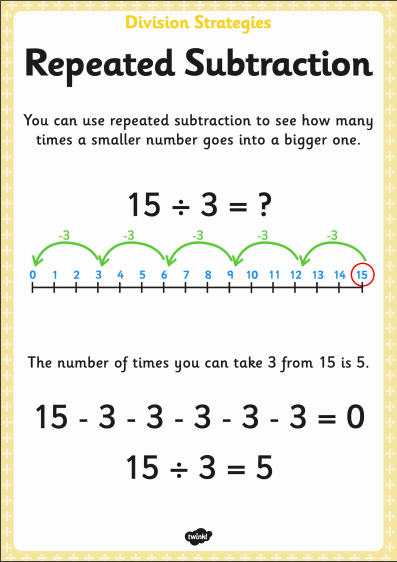 Division Strategies
Repeated Subtraction
You can use repeated subtraction to see how many
times a smaller number goes into a bigger one.
15 ÷ 3 = ?
-3 -3 -3 -3 -3
0 1 2 3 4 5 6 7 8 9 10 11 12 13 14 15
The number of times you can take 3 from 15 is 5.
15 - 3 - 3 - 3 - 3 - 3 = 0
15 ÷ 3 = 5
twinkl